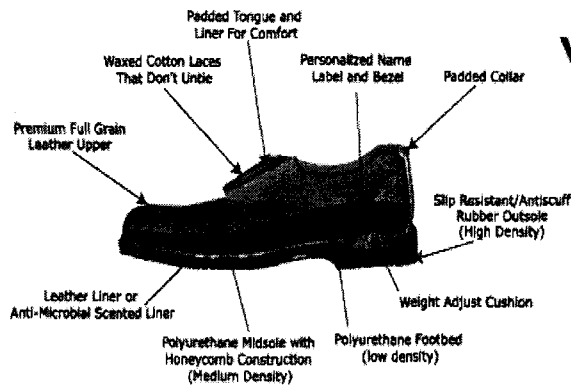 Padded Tongue and
Liner For Comfort
Waxed Cotton Laces
That Don't Untie
Personalized Name
Label and Bezel
Padded Collar
Premium Full Grain
Leather Upper
Slip Resistant/Antiscuff
Rubber Outsole
(High Density)
Leather Liner or
Anti-Microbial Scented Liner
Weight Adjust Cushion
Polyurethane Midsole with
Honeycomb Construction
(Medium Density)
Polyurethane Footbed
(low density)